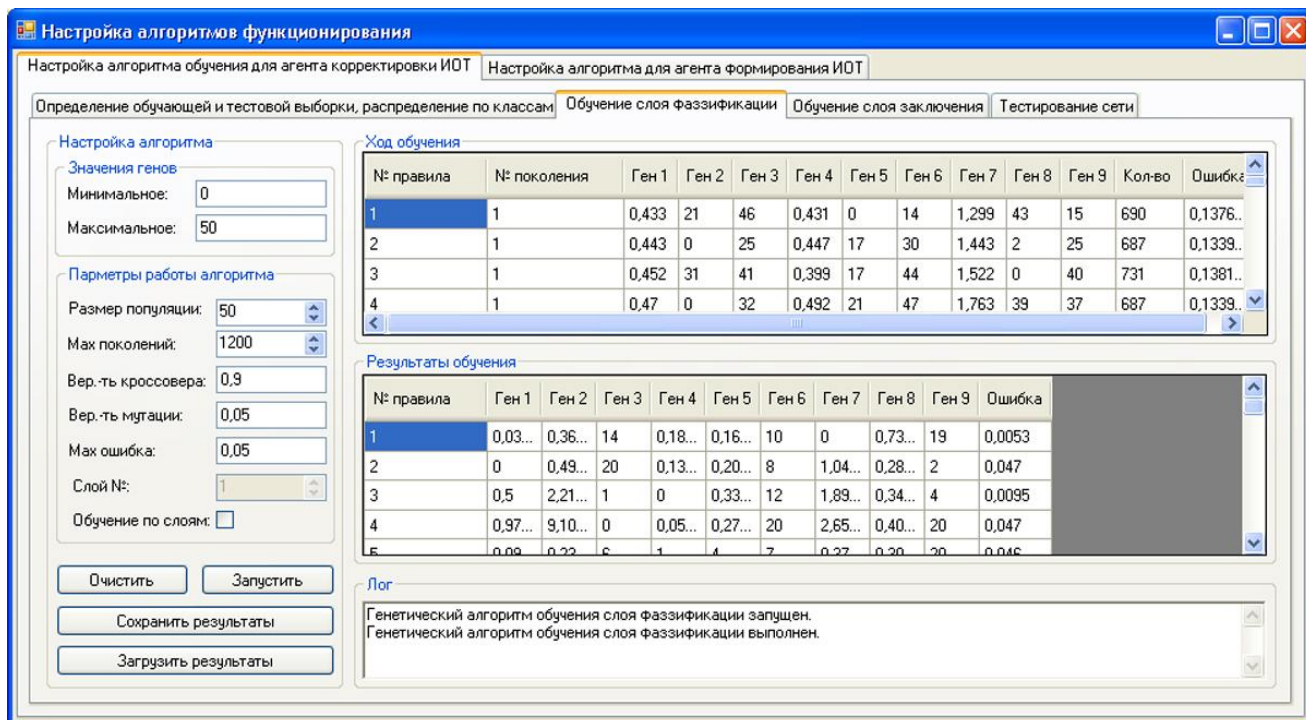 Настройка алгоритмов функционирования
Настройка алгоритма обучения для агента корректировки ИОТ Настройка алгоритма для агента формирования ИОТ
Определение обучающей и тестовой выборки, распределение по классам Обучение слоя фаззификации Обучение слоя заключения Тестирование сети
Настройка алгоритма
Значения генов
Минимальное: 0
Максимальное: 50
Парметры работы алгоритма
Размер популяции: 50
Мах поколений: 1200
Вер.-ть кроссовера: 0,9
Вер.-ть мутации: 0,05
Мах ошибка: 0,05
Слой №: 1
Обучение по слоям:
Очистить Запустить
Сохранить результаты
Загрузить результаты
Ход обучения
№ правила № поколения Ген 1 Ген 2 Ген 3 Ген 4 Ген 5 Ген 6 Ген 7 Ген 8 Ген 9 Кол-во Ошибка
1 1 0,433 21 46 0,431 0 14 1,299 43 15 690 0,1376..
2 1 0,443 0 25 0,447 17 30 1,443 2 25 687 0,1339..
3 1 0,452 31 41 0,399 17 44 1,522 0 40 731 0,1381..
4 1 0,47 0 32 0,492 21 47 1,763 39 37 687 0,1339..
Результаты обучения
№ правила Ген 1 Ген 2 Ген 3 Ген 4 Ген 5 Ген 6 Ген 7 Ген 8 Ген 9 Ошибка
1 0,03... 0,36... 14 0,18... 0,16... 10 0 0,73... 19 0,0053
2 0 0,49... 20 0,13... 0,20... 8 1,04... 0,28... 2 0,047
3 0,5 2,21... 1 0 0,33... 12 1,89... 0,34... 4 0,0095
4 0,97... 9,10... 0 0,05... 0,27... 20 2,65... 0,40... 20 0,047
Лог
Генетический алгоритм обучения слоя фаззификации запущен.
Генетический алгоритм обучения слоя фаззификации выполнен.